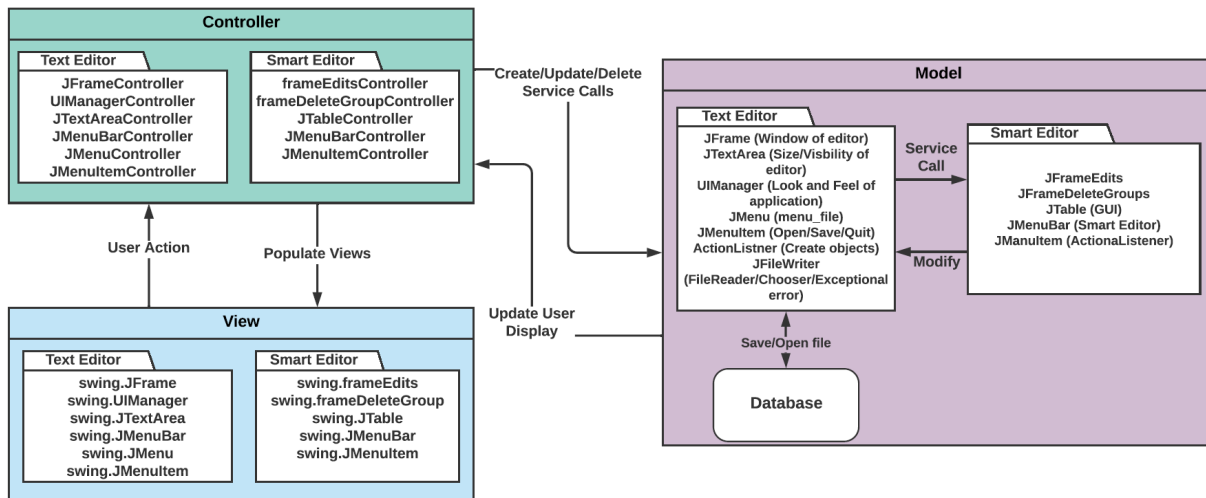 Controller
Text Editor
JFrameController
UIManagerController
JTextAreaController
JMenuBarController
JMenuController
JMenuItemController
Smart Editor
frameEditsController
frameDeleteGroupController
JTableController
JMenuBarController
JMenuItemController
Create/Update/Delete
Service Calls
User Action
Populate Views
Update User
Display
View
Text Editor
swing.JFrame
swing.UIManager
swing.JTextArea
swing.JMenuBar
swing.JMenu
swing.JMenuItem
Smart Editor
swing.frameEdits
swing.frameDeleteGroup
swing.JTable
swing.JMenuBar
swing.JMenuItem
Model
Text Editor
JFrame (Window of editor)
JTextArea (Size/Visbility of
editor)
UIManager (Look and Feel of
application)
JMenu (menu_file)
JMenuItem (Open/Save/Quit)
ActionListner (Create objects)
JFileWriter
(FileReader/Chooser/Exceptional
error)
Service
Call
Modify
Smart Editor
JFrameEdits
JFrameDeleteGroups
JTable (GUI)
JMenuBar (Smart Editor)
JManuItem (ActionaListener)
Save/Open file
Database